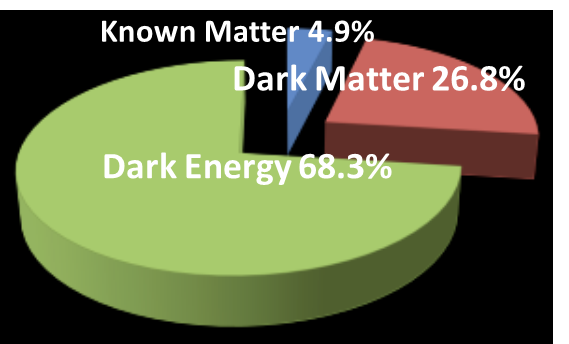 Known Matter 4.9%
Dark Matter 26.8%
Dark Energy 68.3%